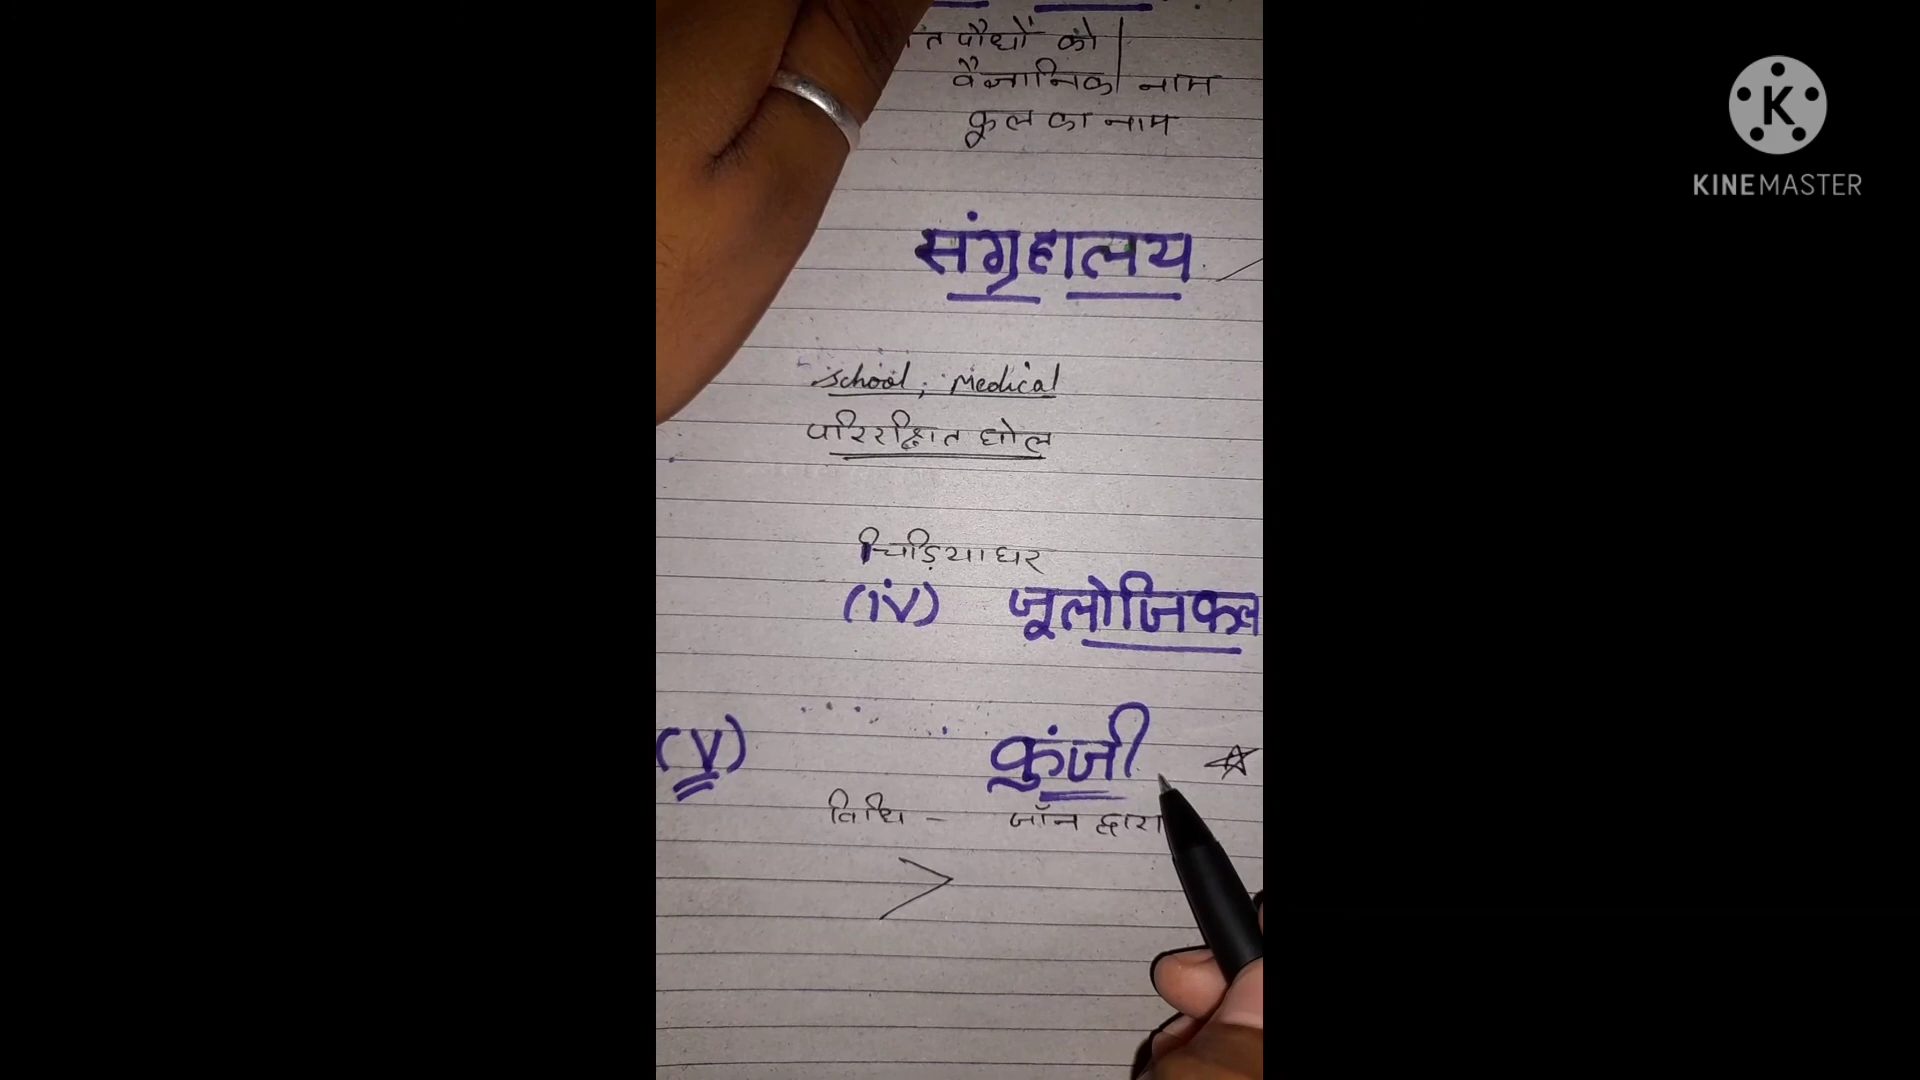 पौधों को
वैज्ञानिक नाम
कूल का नाम
संग्रहालय
School, Medical
परिरक्षित घोल
चिड़ियाघर
(iv) जूलोजिकल
(V) कुंजी
विधि - जॉन द्वारा
K
KINEMASTER